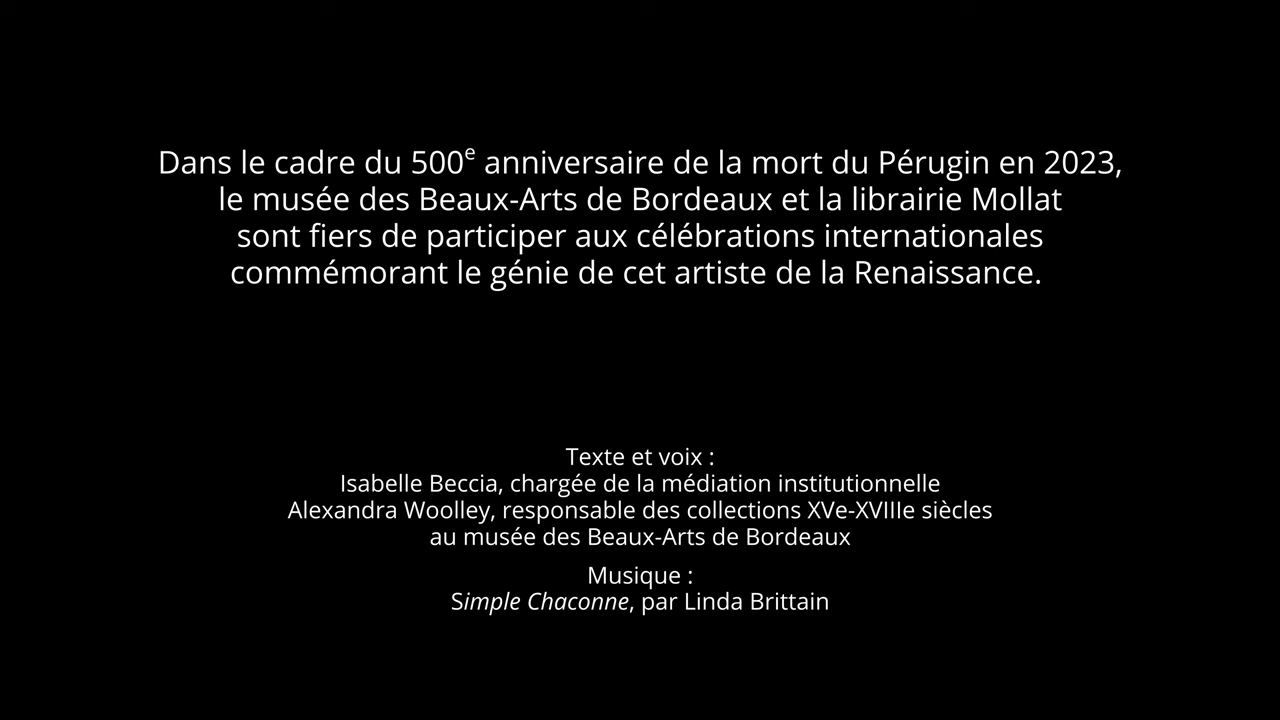 Dans le cadre du 500e anniversaire de la mort du Pérugin en 2023,
le musée des Beaux-Arts de Bordeaux et la librairie Mollat
sont fiers de participer aux célébrations internationales
commémorant le génie de cet artiste de la Renaissance.
Texte et voix :
Isabelle Beccia, chargée de la médiation institutionnelle
Alexandra Woolley, responsable des collections XVe-XVIIIe siècles
au musée des Beaux-Arts de Bordeaux
Musique :
Simple Chaconne, par Linda Brittain